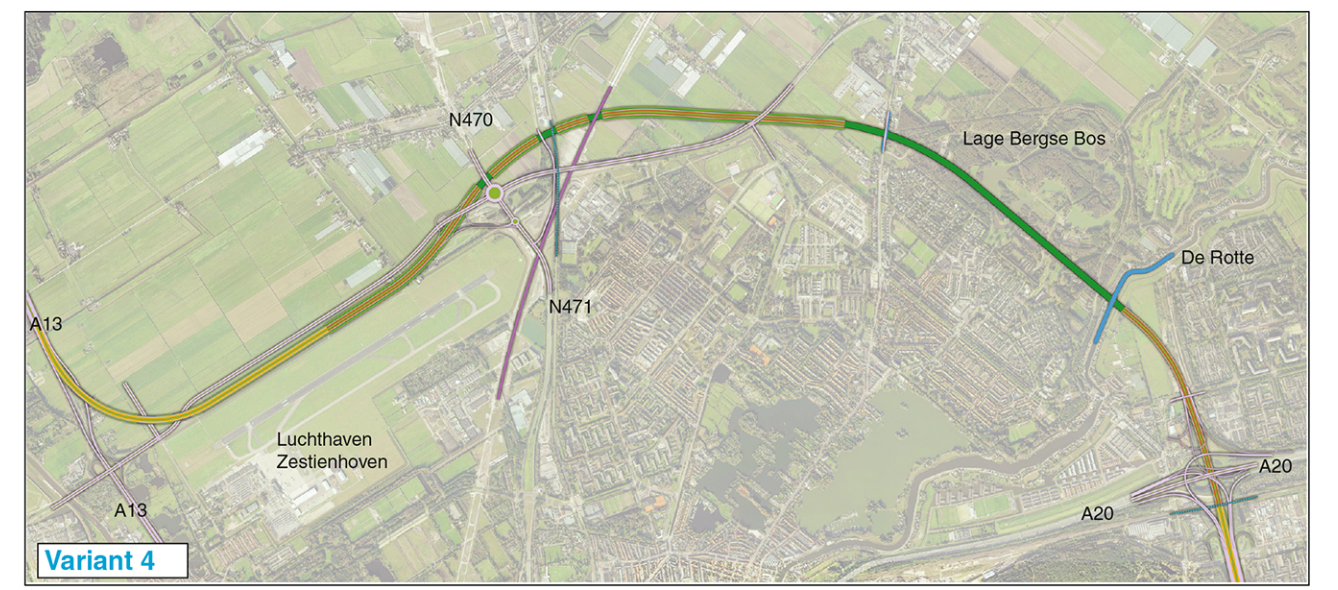 N470
Lage Bergse Bos
De Rotte
N471
A13
Luchthaven
Zestienhoven
A20
A13
A20
Variant 4